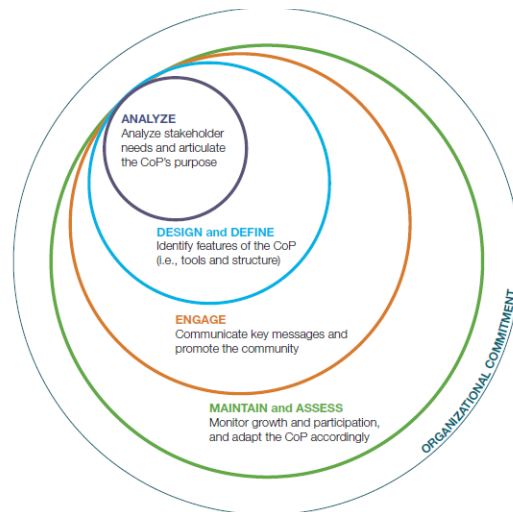 ANALYZE
Analyze stakeholder
needs and articulate
the CoP's purpose
DESIGN and DEFINE
Identify features of the CoP
(i.e., tools and structure)
ENGAGE
Communicate key messages and
promote the community
MAINTAIN and ASSESS
Monitor growth and participation,
and adapt the CoP accordingly
ORGANIZATIONAL COMMITMENT